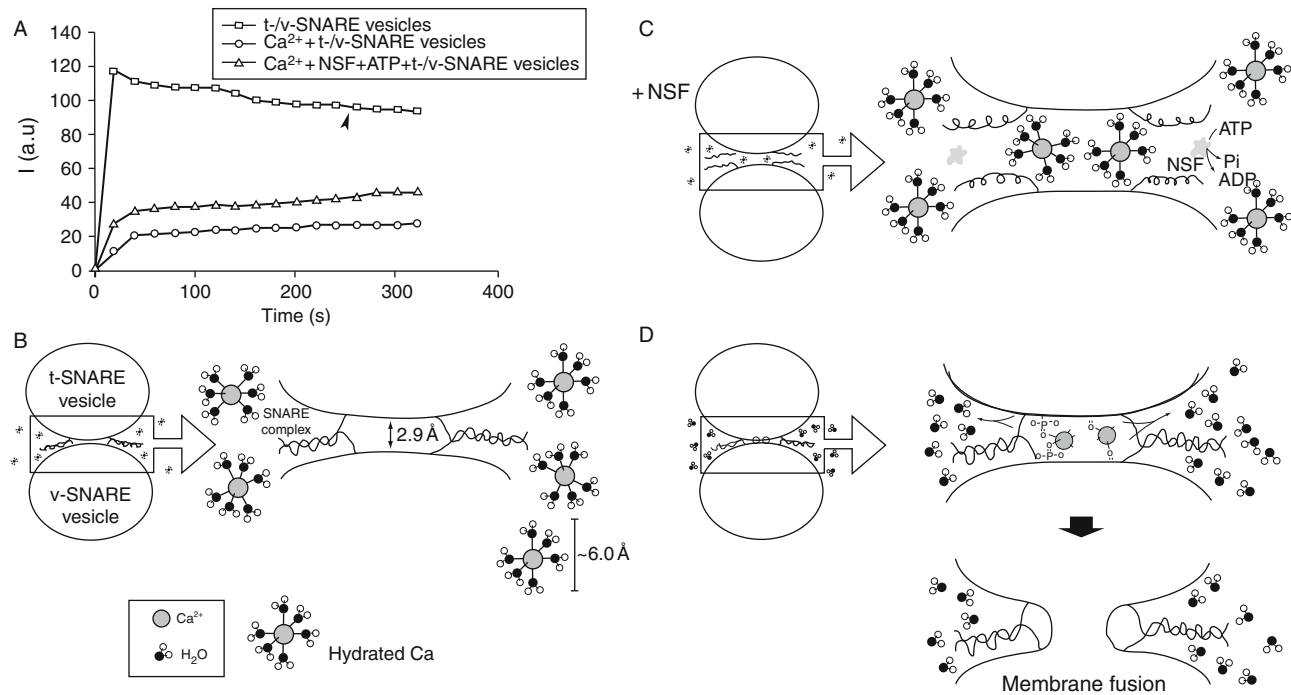 A
t-/v-SNARE vesicles
Ca²⁺+t-/v-SNARE vesicles
Ca²⁺+NSF+ATP+t-/v-SNARE vesicles
140
120
100
80
60
40
20
0
I (a.u)
0
100
200
300
400
Time (s)
B
t-SNARE
vesicle
v-SNARE
vesicle
SNARE
complex
2.9 Å
~6.0 Å
Ca²⁺
H₂O
Hydrated Ca
C
+NSF
ATP
NSF
Pi
ADP
D
O-P-O
O
O
O-P-O
O
O
O
Membrane fusion